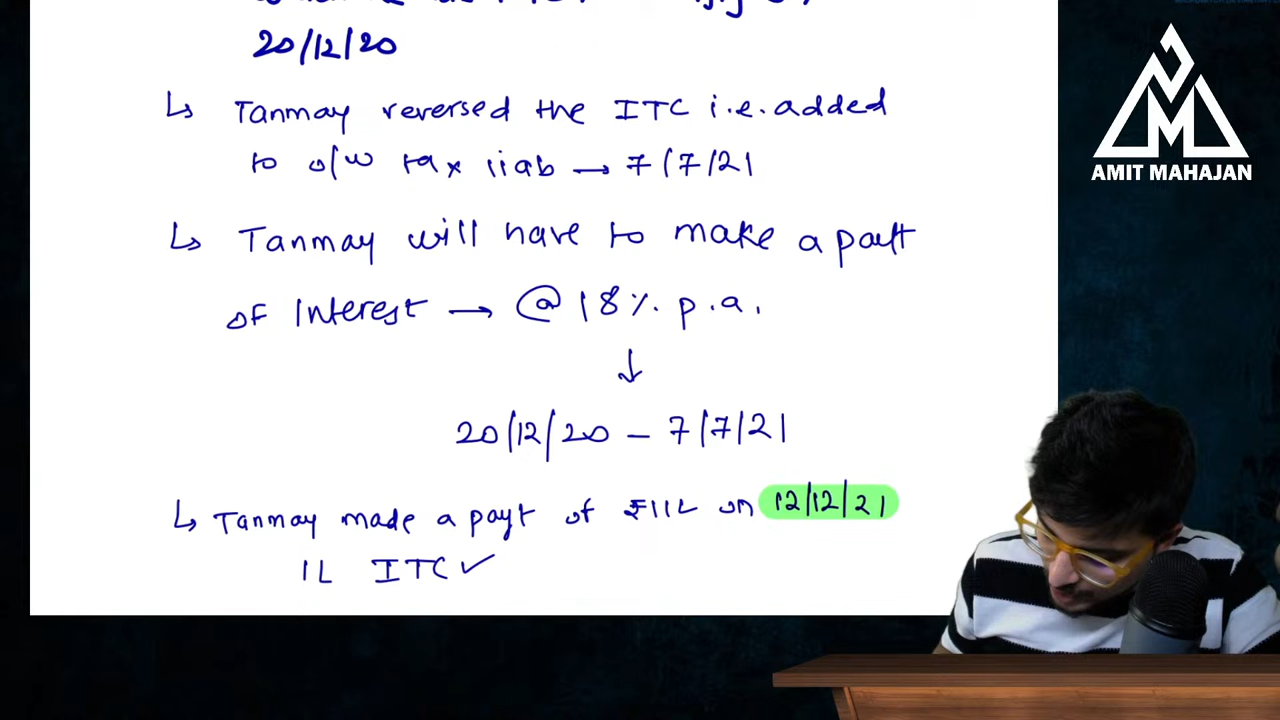 20/12/20
↳ Tanmay reversed the ITC i.e. added
to o/w tax liab → 7/7/21
↳ Tanmay will have to make a payt
of Interest → @ 18% p.a.
↓
20/12/20 – 7/7/21
↳ Tanmay made a payt of ₹11L on 12/12/21
1L ITC ✓
AMIT MAHAJAN